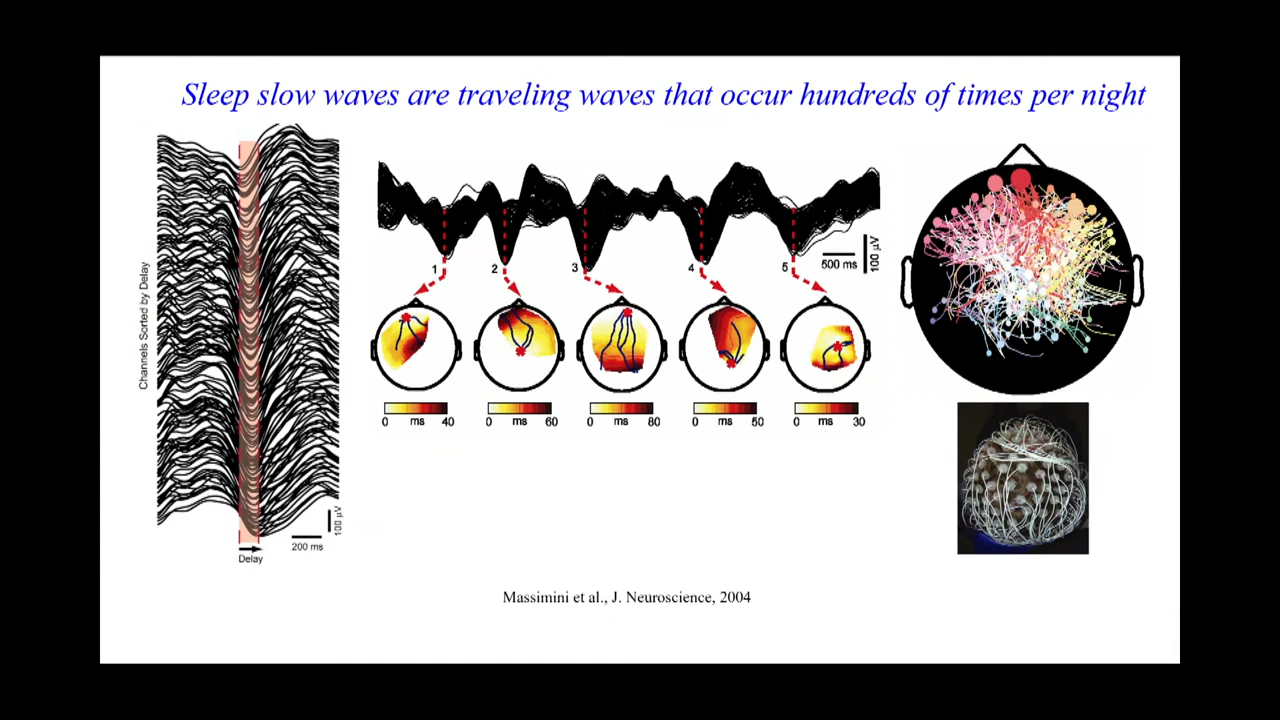 Sleep slow waves are traveling waves that occur hundreds of times per night
Channels Sorted by Delay
100 µV
200 ms
Delay
1
2
3
4
5
500 ms
100 µV
0 ms 40
0 ms 60
0 ms 80
0 ms 50
0 ms 30
Massimini et al., J. Neuroscience, 2004